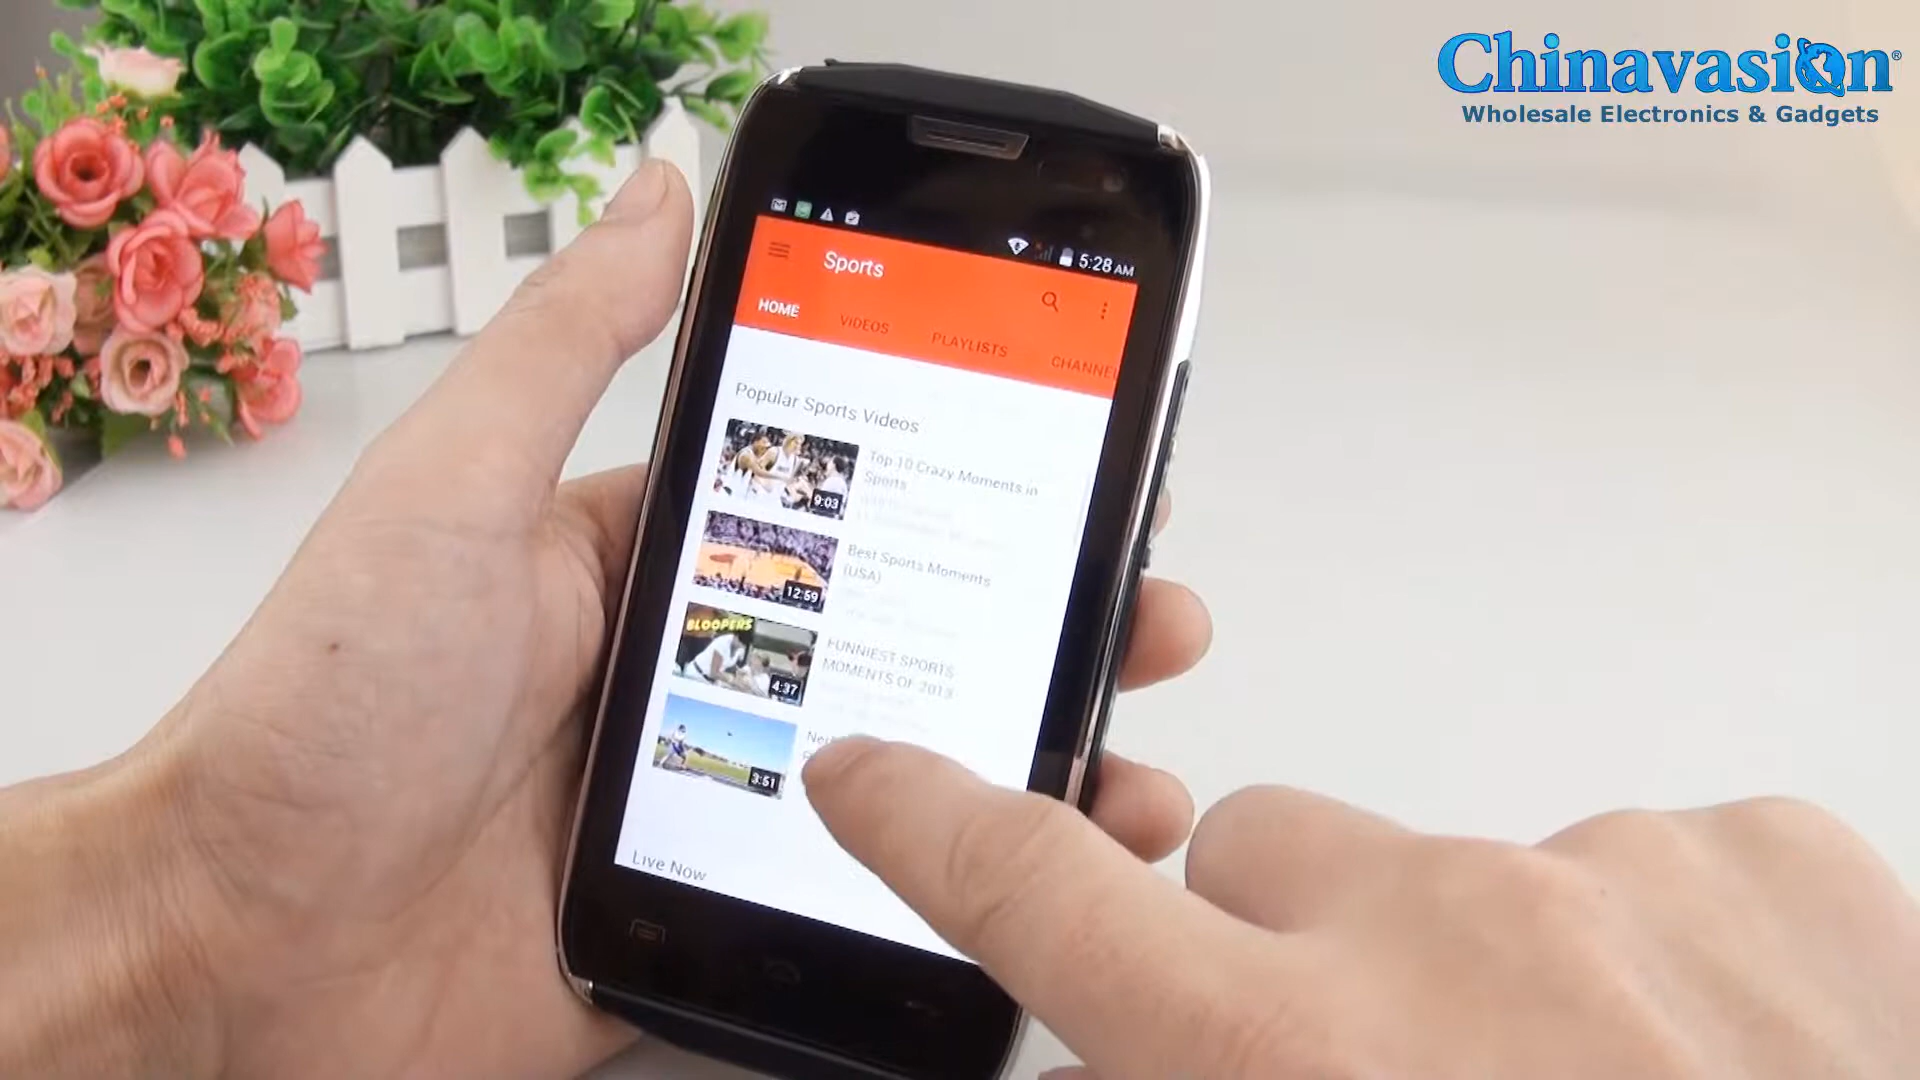 Chinavasion®
Wholesale Electronics & Gadgets
5:28 AM
Sports
HOME VIDEOS PLAYLISTS CHANNEL
Popular Sports Videos
Top 10 Crazy Moments in
Sports
9:03
Best Sports Moments
(USA)
12:59
BLOOPERS
FUNNIEST SPORTS
MOMENTS OF 2013
4:37
3:51
Live Now